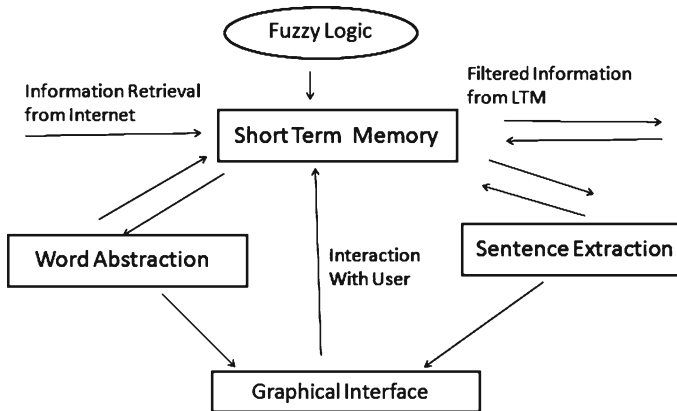 Fuzzy Logic
Information Retrieval
from Internet
Filtered Information
from LTM
Short Term Memory
Word Abstraction
Interaction
With User
Sentence Extraction
Graphical Interface